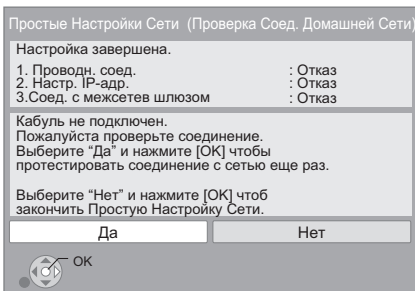 Простые Настройки Сети (Проверка Соед. Домашней Сети)
Настройка завершена.
1. Проводн. соед. : Отказ
2. Настр. IP-адр. : Отказ
3.Соед. с межсетев шлюзом : Отказ
Кабуль не подключен.
Пожалуйста проверьте соединение.
Выберите “Да” и нажмите [OK] чтобы
протестировать соединение с сетью еще раз.
Выберите “Нет” и нажмите [OK] чтоб
закончить Простую Настройку Сети.
Да Нет
OK